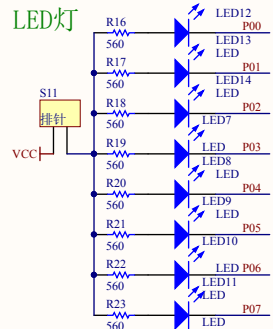 LED灯
LED12
R16
P00
560
LED13
LED
R17
P01
560
LED14
LED
S11
R18
P02
排针
560
LED7
VCC
R19
LED
P03
560
LED8
LED
R20
P04
560
LED9
LED
R21
P05
560
LED10
R22
LED
P06
560
LED11
LED
R23
P07
560
LED